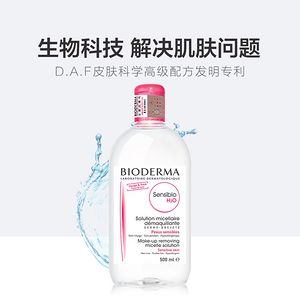 生物科技 解决肌肤问题
D.A.F皮肤科学高级配方发明专利
BIODERMA
LABORATOIRE DERMATOLOGIQUE
Sensibio
H2O
Solution micellaire
démaquillante
DERMO-BREVETÉ
Peaux sensibles
Make-up removing
micelle solution
Sensitive skin
500 ml